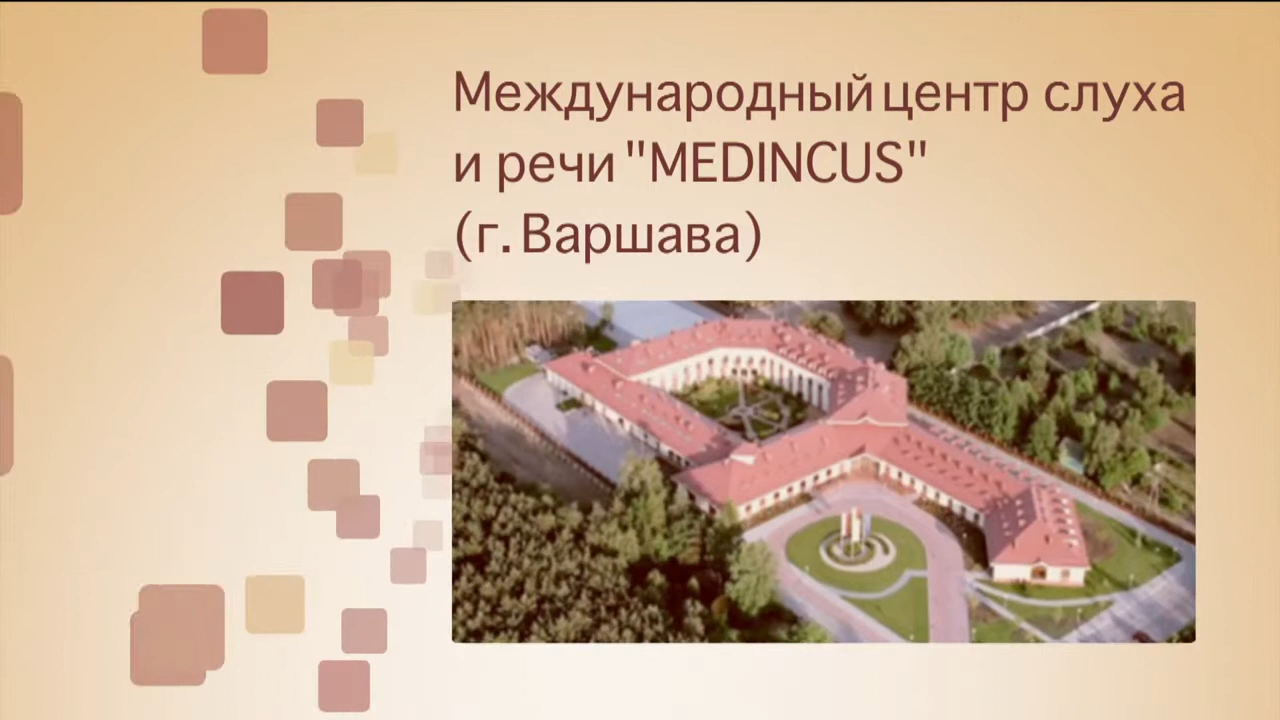 Международный центр слуха
и речи "MEDINCUS"
(г. Варшава)